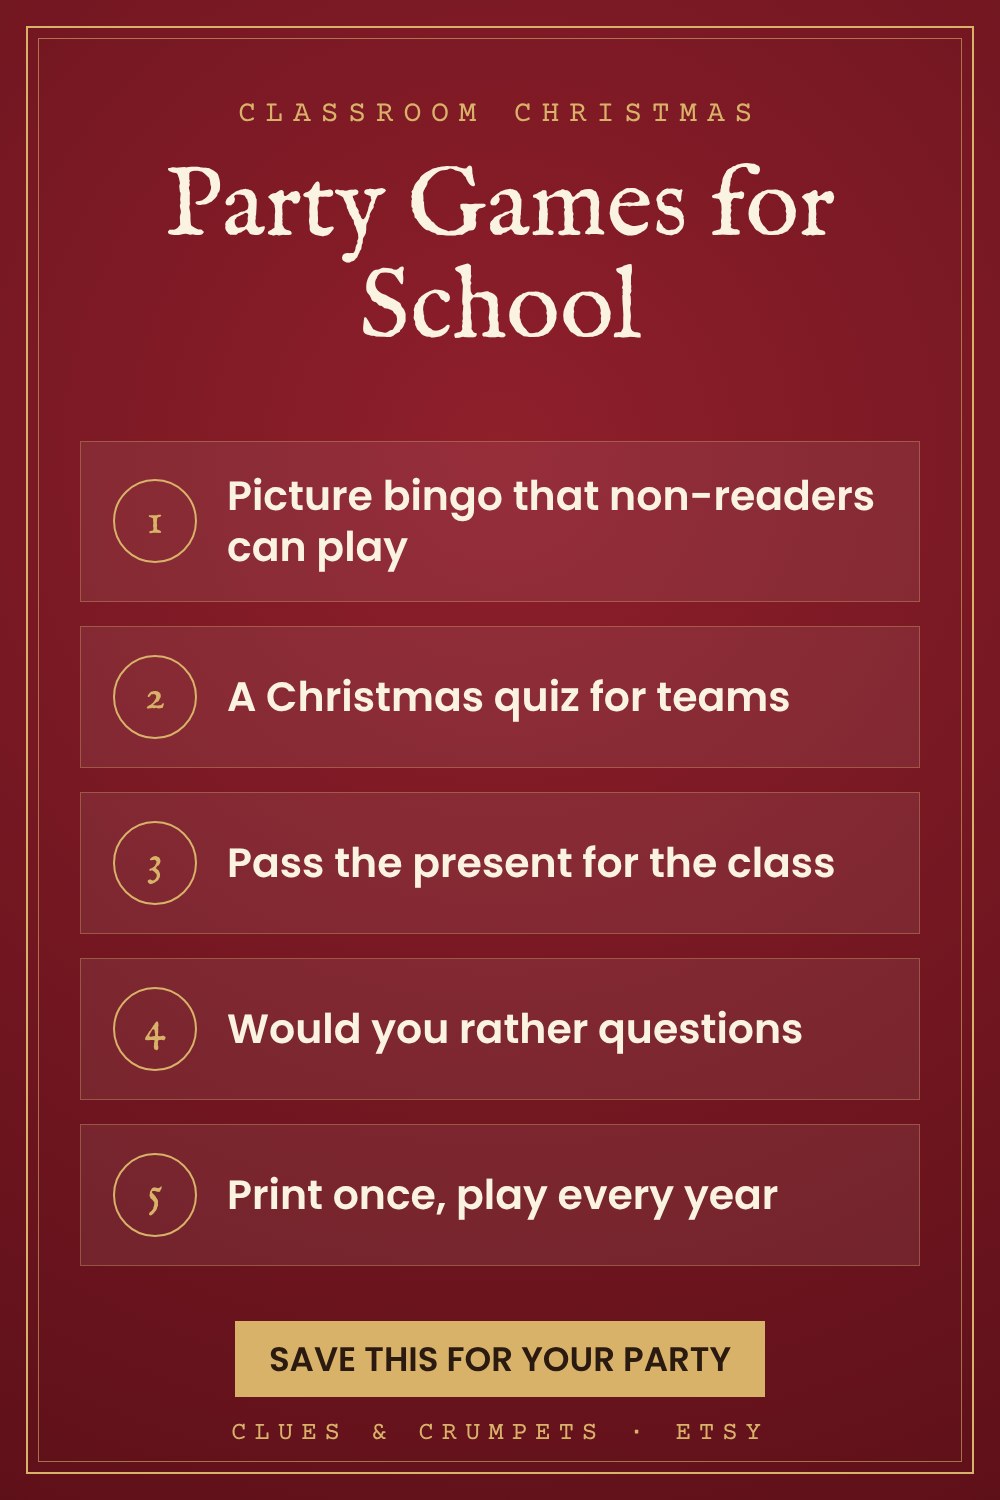 CLASSROOM CHRISTMAS
Party Games for
School
1
Picture bingo that non-readers
can play
2
A Christmas quiz for teams
3
Pass the present for the class
4
Would you rather questions
5
Print once, play every year
SAVE THIS FOR YOUR PARTY
CLUES & CRUMPETS · ETSY